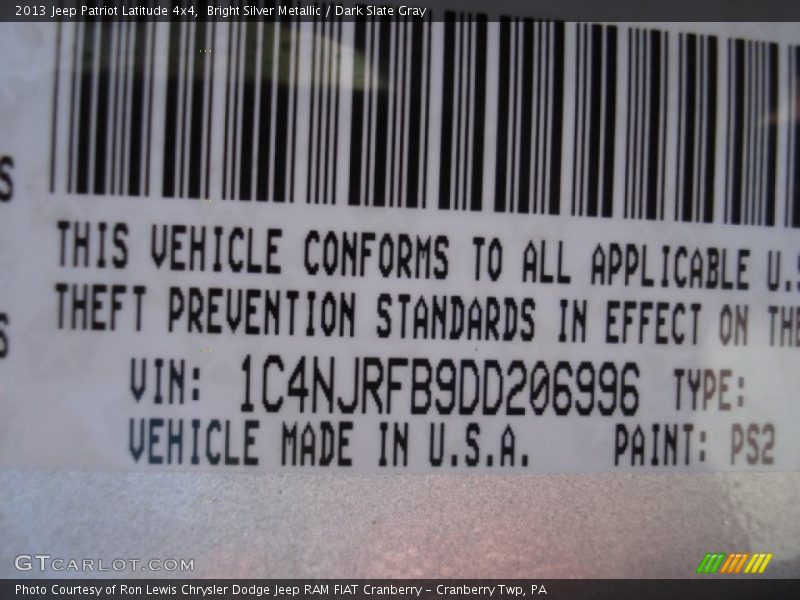 2013 Jeep Patriot Latitude 4x4, Bright Silver Metallic / Dark Slate Gray
S
THIS VEHICLE CONFORMS TO ALL APPLICABLE U.S
THEFT PREVENTION STANDARDS IN EFFECT ON THE
S
VIN: 1C4NJRFB9DD206996 TYPE:
VEHICLE MADE IN U.S.A. PAINT: PS2
GTCARLOT.COM
Photo Courtesy of Ron Lewis Chrysler Dodge Jeep RAM FIAT Cranberry - Cranberry Twp, PA